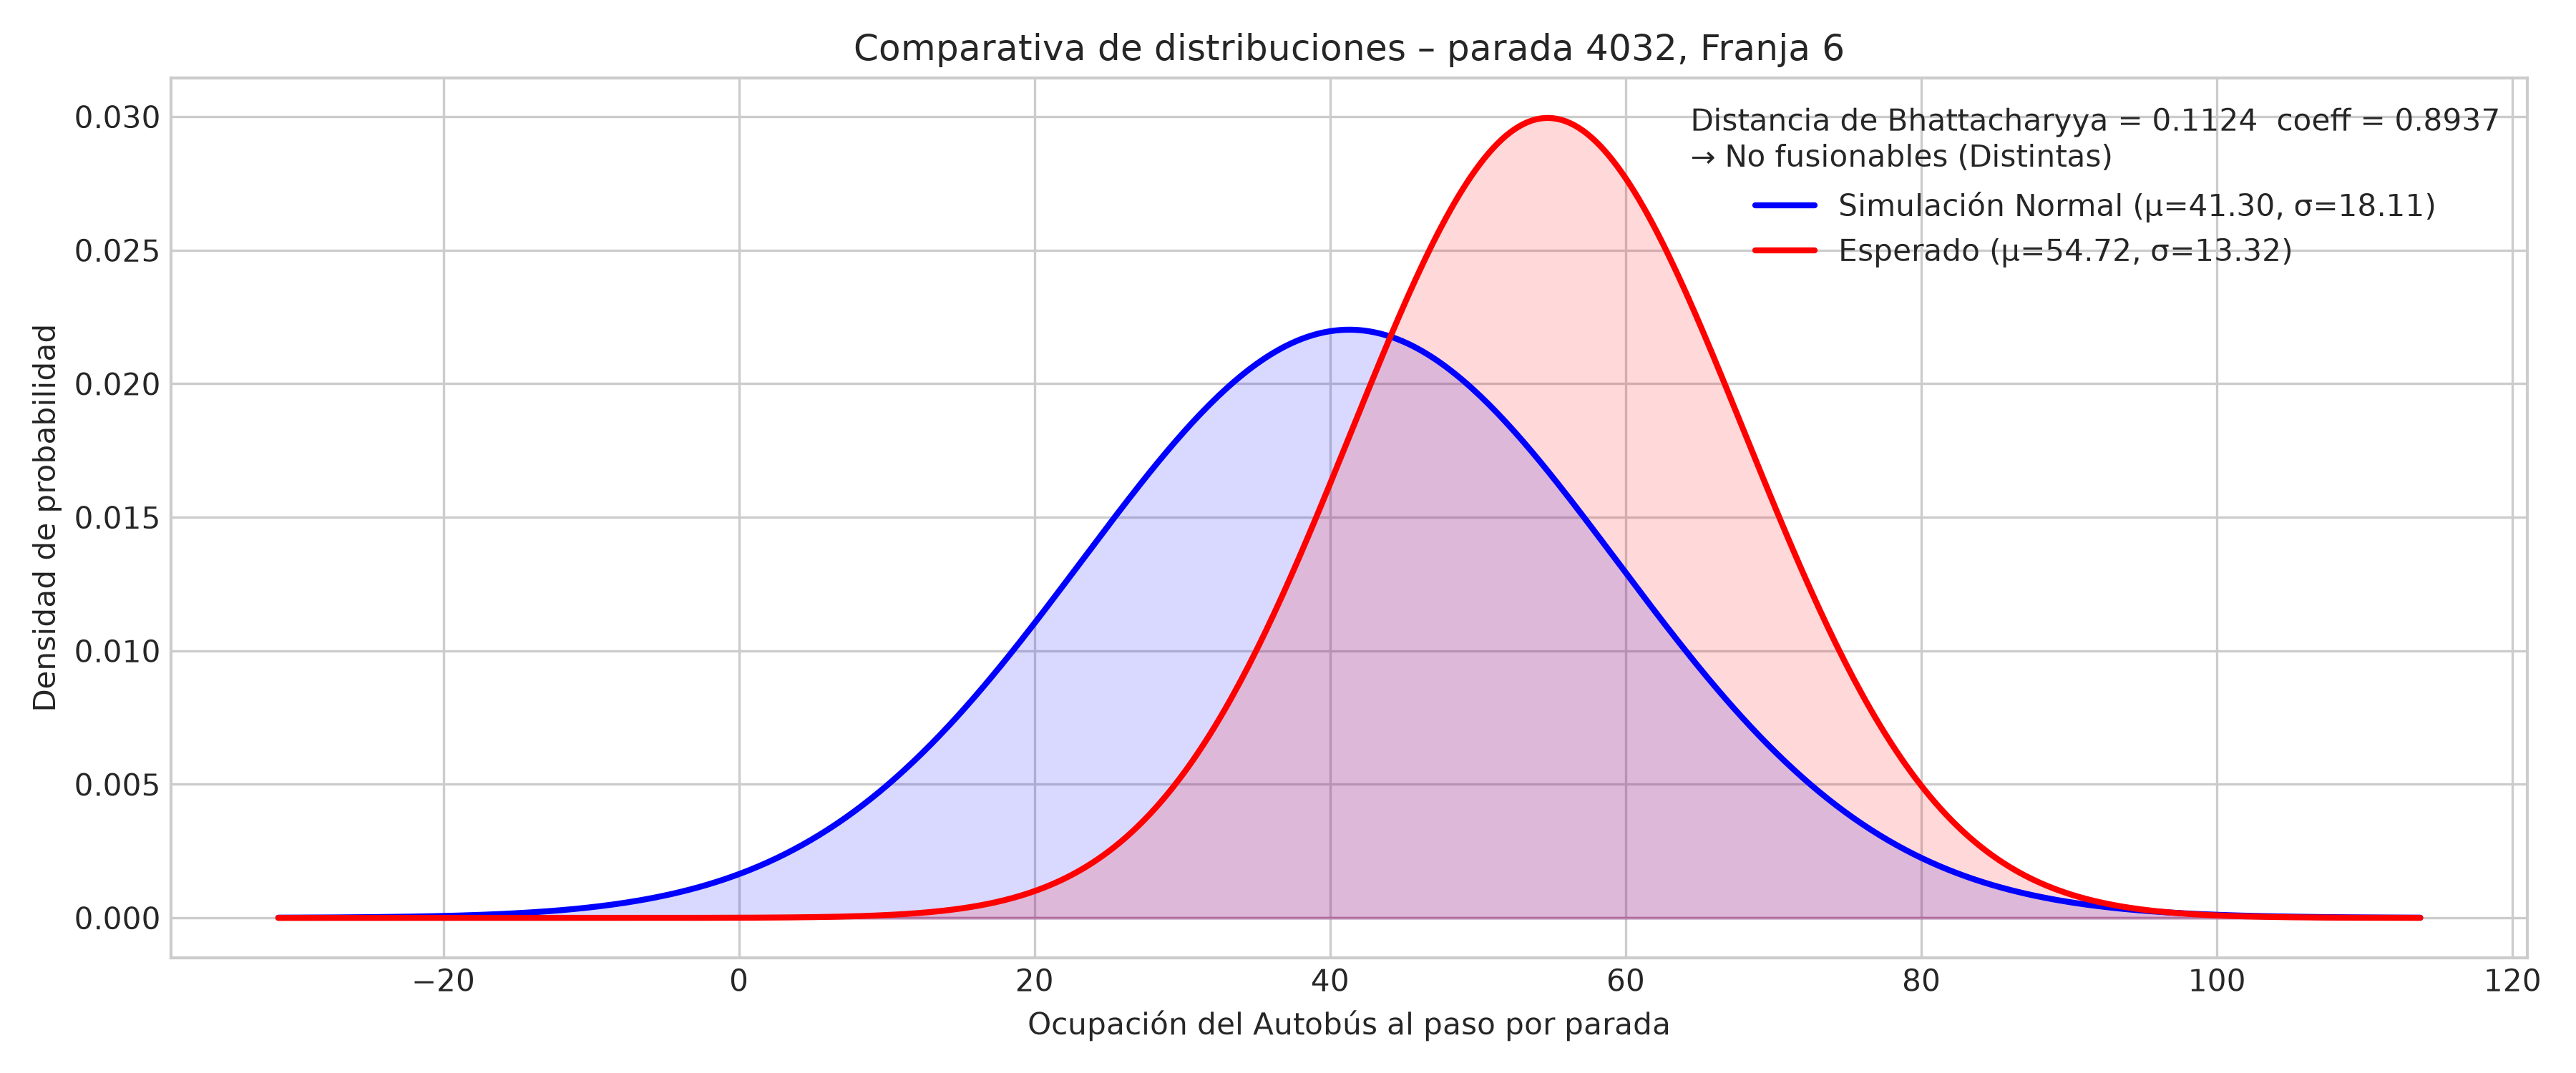 Comparativa de distribuciones – parada 4032, Franja 6
Distancia de Bhattacharyya = 0.1124  coeff = 0.8937
→ No fusionables (Distintas)
Simulación Normal (μ=41.30, σ=18.11)
Esperado (μ=54.72, σ=13.32)
Densidad de probabilidad
0.030
0.025
0.020
0.015
0.010
0.005
0.000
−20 0 20 40 60 80 100 120
Ocupación del Autobús al paso por parada